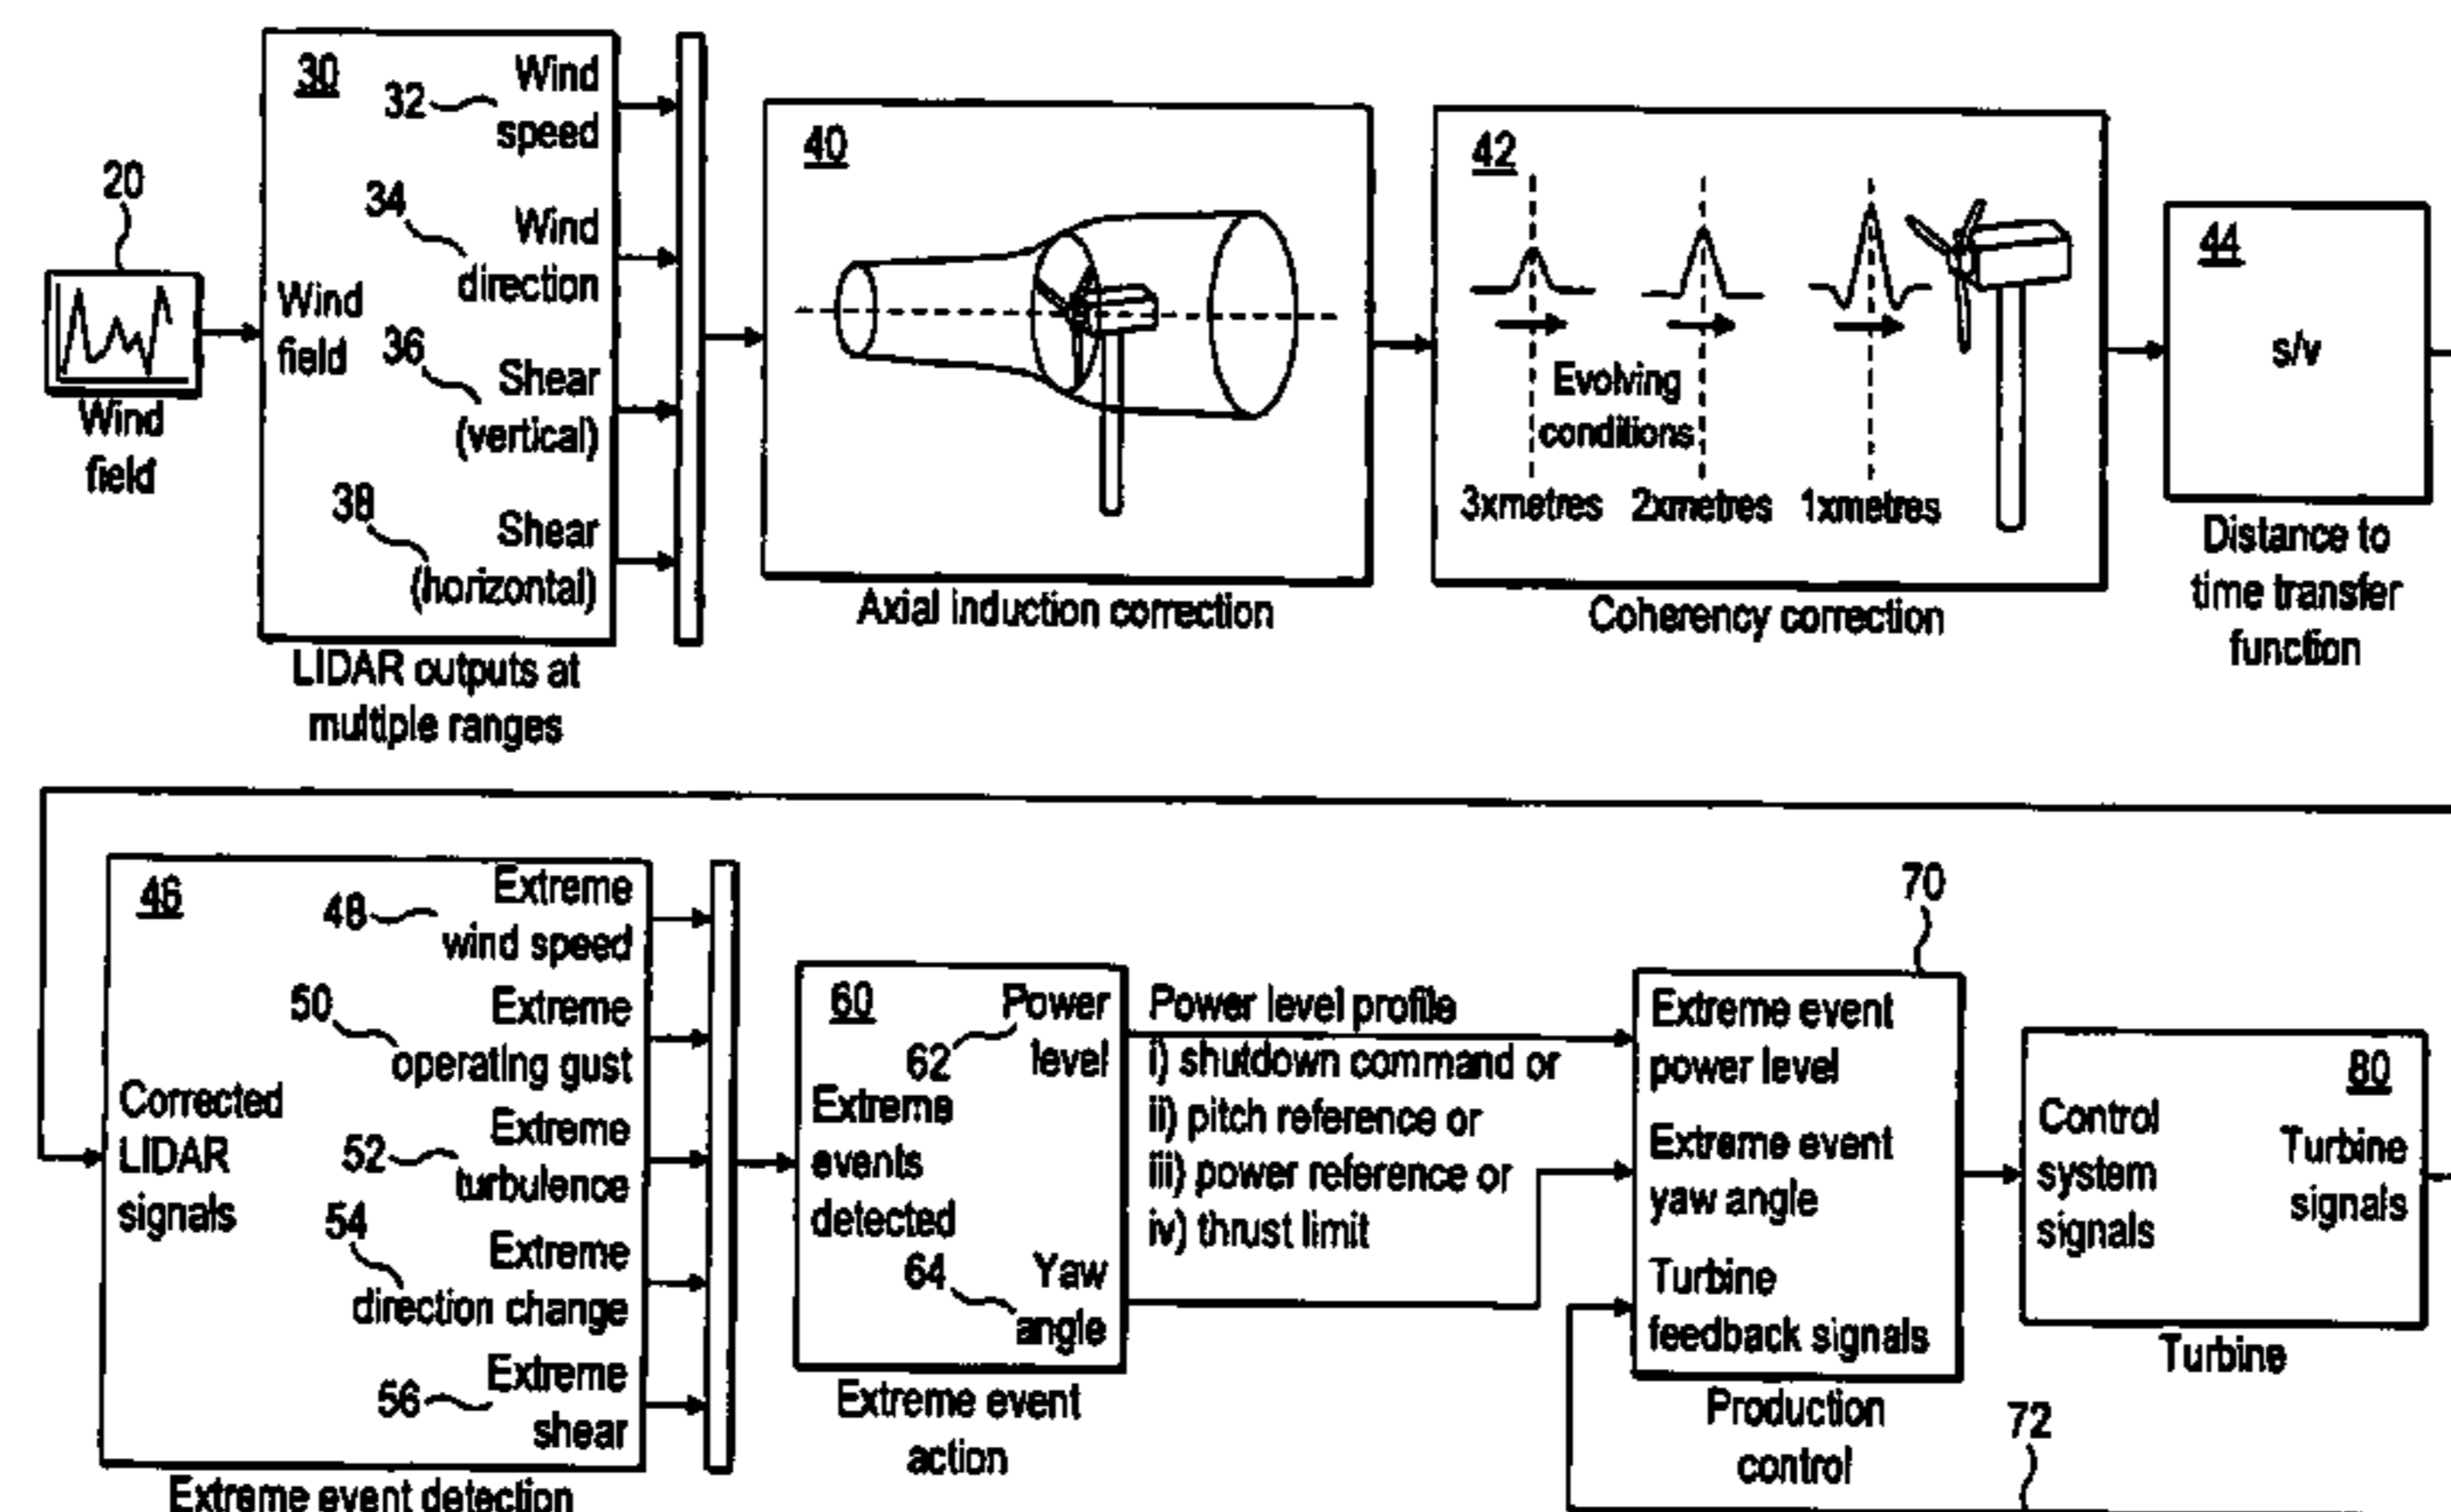 20
Wind
field
30
Wind
field
32
Wind
speed
34
Wind
direction
36
Shear
(vertical)
38
Shear
(horizontal)
LIDAR outputs at
multiple ranges
40
Axial induction correction
42
Evolving
conditions
3xmetres 2xmetres 1xmetres
Coherency correction
44
s/v
Distance to
time transfer
function
46
Corrected
LIDAR
signals
48
Extreme
wind speed
50
Extreme
operating gust
52
Extreme
turbulence
54
Extreme
direction change
56
Extreme
shear
Extreme event detection
60
Power
level
62
Extreme
events
detected
64
Yaw
angle
Extreme event
action
Power level profile
i) shutdown command or
ii) pitch reference or
iii) power reference or
iv) thrust limit
70
Extreme event
power level
Extreme event
yaw angle
Turbine
feedback signals
Production
control
72
80
Control
system
signals
Turbine
signals
Turbine